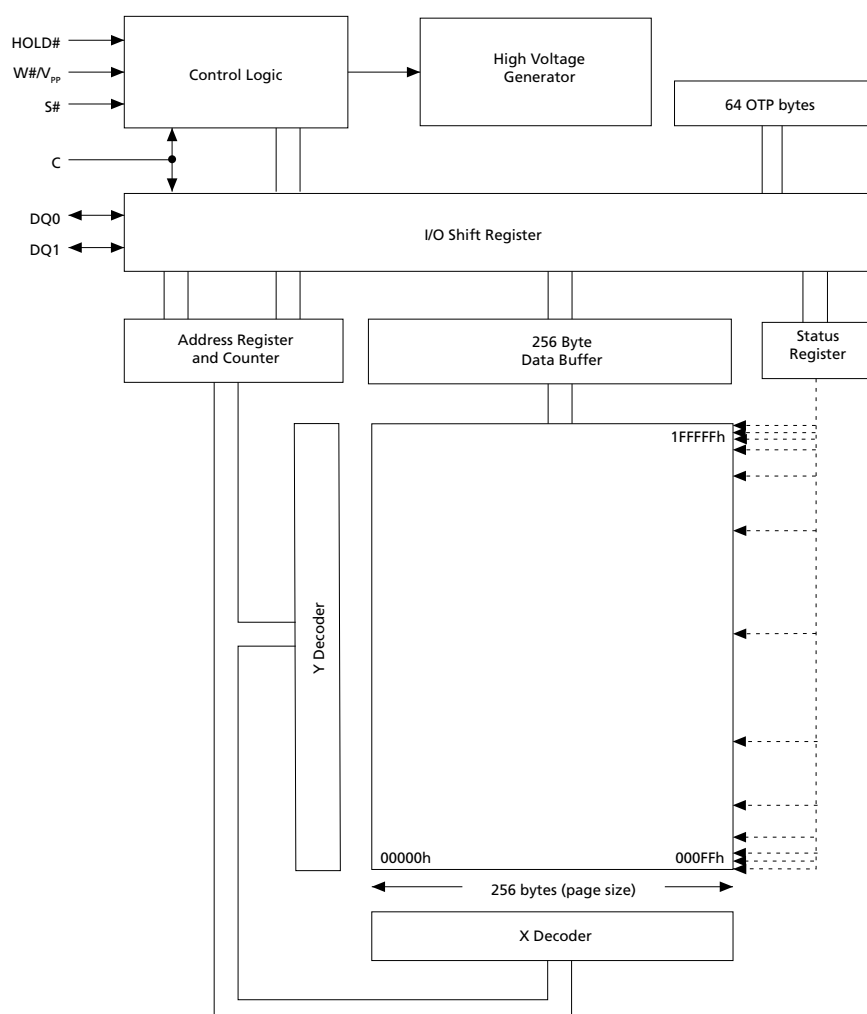 HOLD#
W#/VPP
S#
Control Logic
High Voltage
Generator
64 OTP bytes
C
DQ0
DQ1
I/O Shift Register
Address Register
and Counter
256 Byte
Data Buffer
Status
Register
1FFFFFh
Y Decoder
00000h
000FFh
256 bytes (page size)
X Decoder